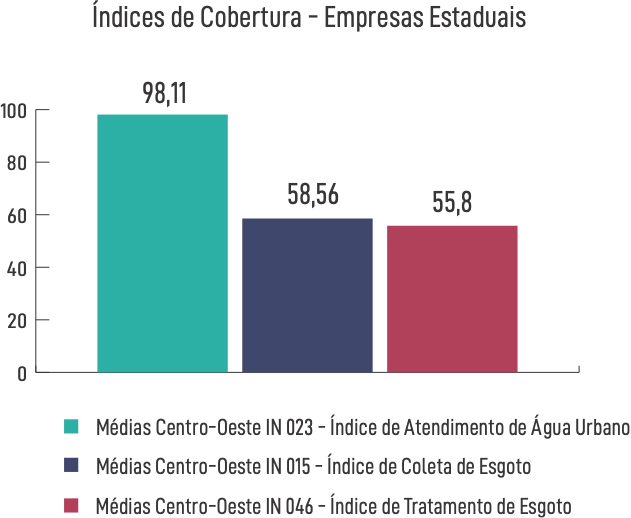 Índices de Cobertura - Empresas Estaduais
98,11
58,56
55,8
100
80
60
40
20
0
Médias Centro-Oeste IN 023 - Índice de Atendimento de Água Urbano
Médias Centro-Oeste IN 015 - Índice de Coleta de Esgoto
Médias Centro-Oeste IN 046 - Índice de Tratamento de Esgoto